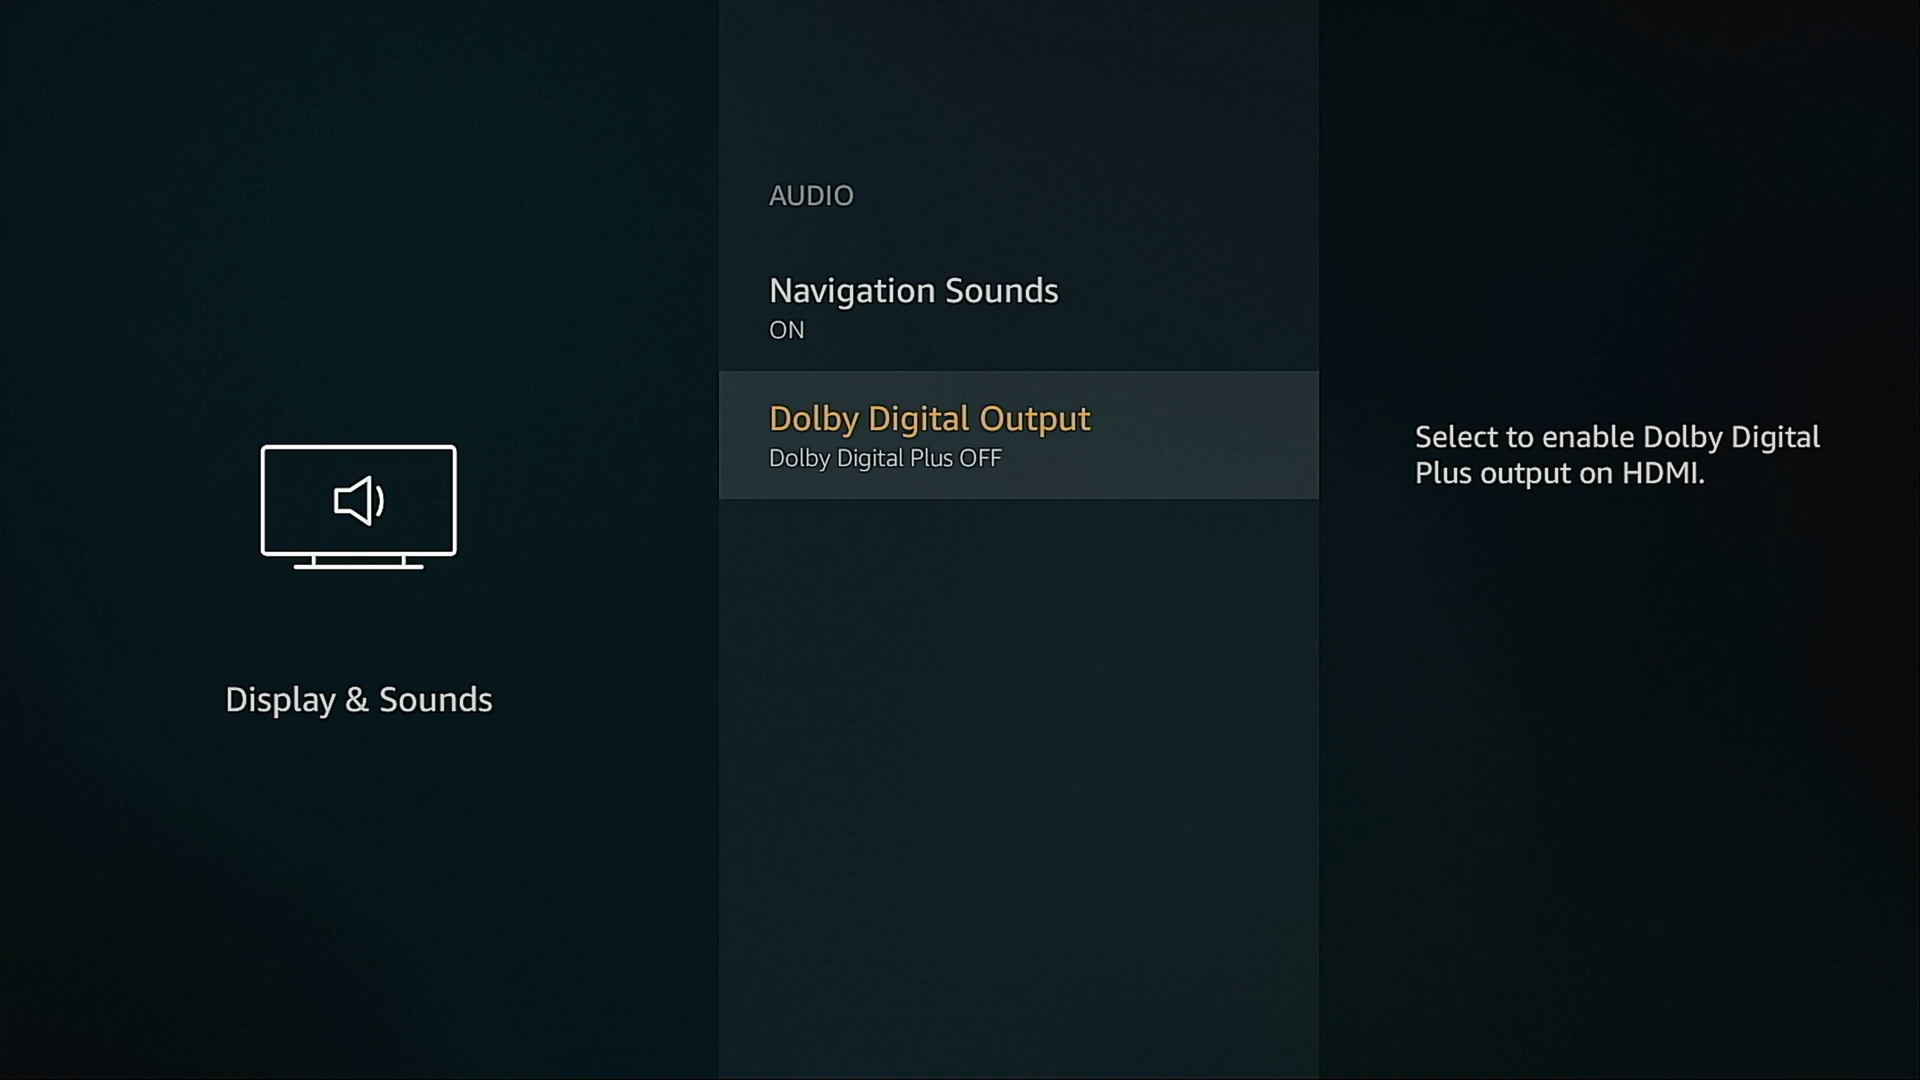 AUDIO
Navigation Sounds
ON
Dolby Digital Output
Dolby Digital Plus OFF
Select to enable Dolby Digital
Plus output on HDMI.
Display & Sounds